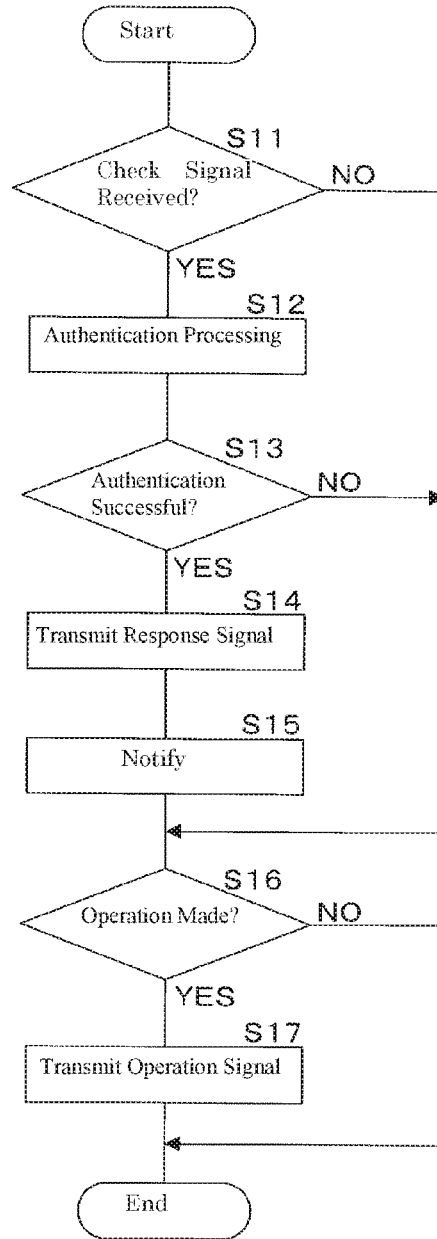 Start
S11
Check Signal
Received?
NO
YES
S12
Authentication Processing
S13
Authentication
Successful?
NO
YES
S14
Transmit Response Signal
S15
Notify
S16
Operation Made?
NO
YES
S17
Transmit Operation Signal
End